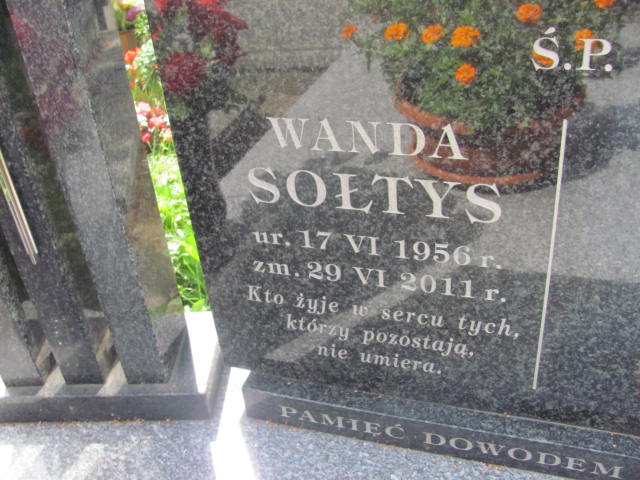 Ś.P.
WANDA
SOŁTYS
ur. 17 VI 1956 r.
zm. 29 VI 2011 r.
Kto żyje w sercu tych,
którzy pozostają,
nie umiera.
PAMIĘĆ DOWODEM